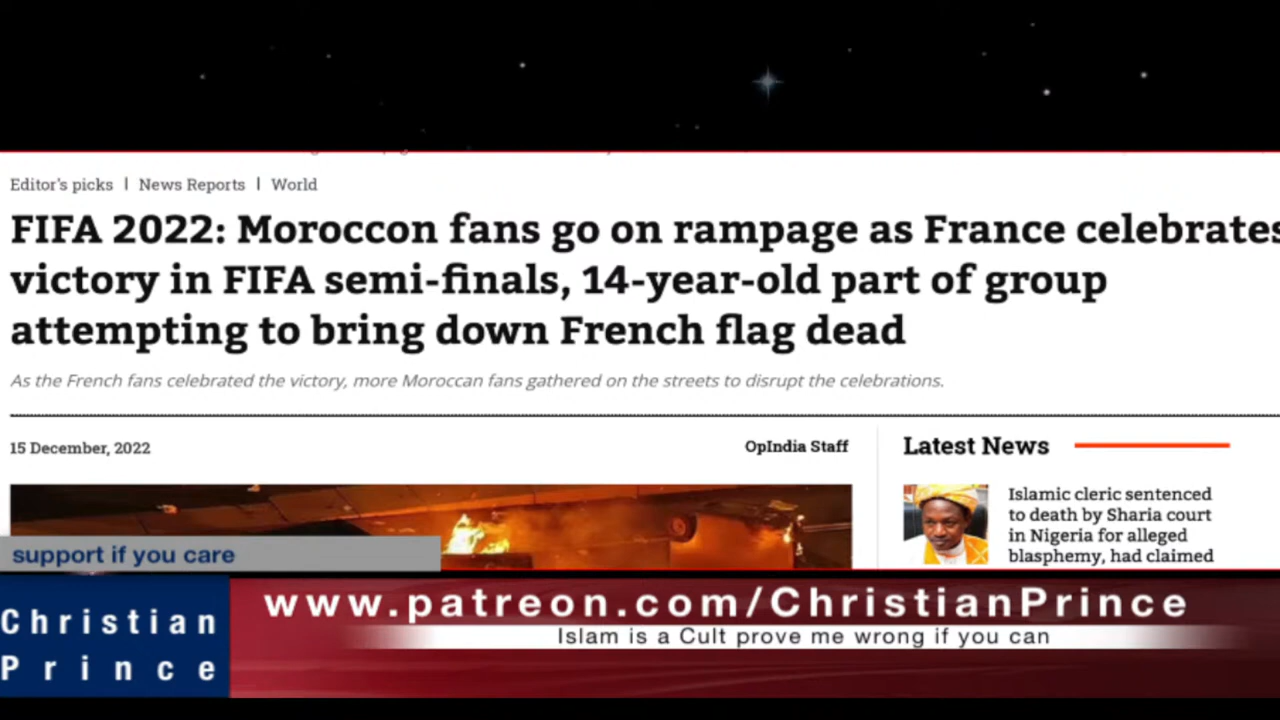 Editor's picks | News Reports | World
FIFA 2022: Moroccon fans go on rampage as France celebrates
victory in FIFA semi-finals, 14-year-old part of group
attempting to bring down French flag dead
As the French fans celebrated the victory, more Moroccan fans gathered on the streets to disrupt the celebrations.
15 December, 2022
OpIndia Staff
Latest News
Islamic cleric sentenced
to death by Sharia court
in Nigeria for alleged
blasphemy, had claimed
support if you care
Christian
Prince
www.patreon.com/ChristianPrince
Islam is a Cult prove me wrong if you can